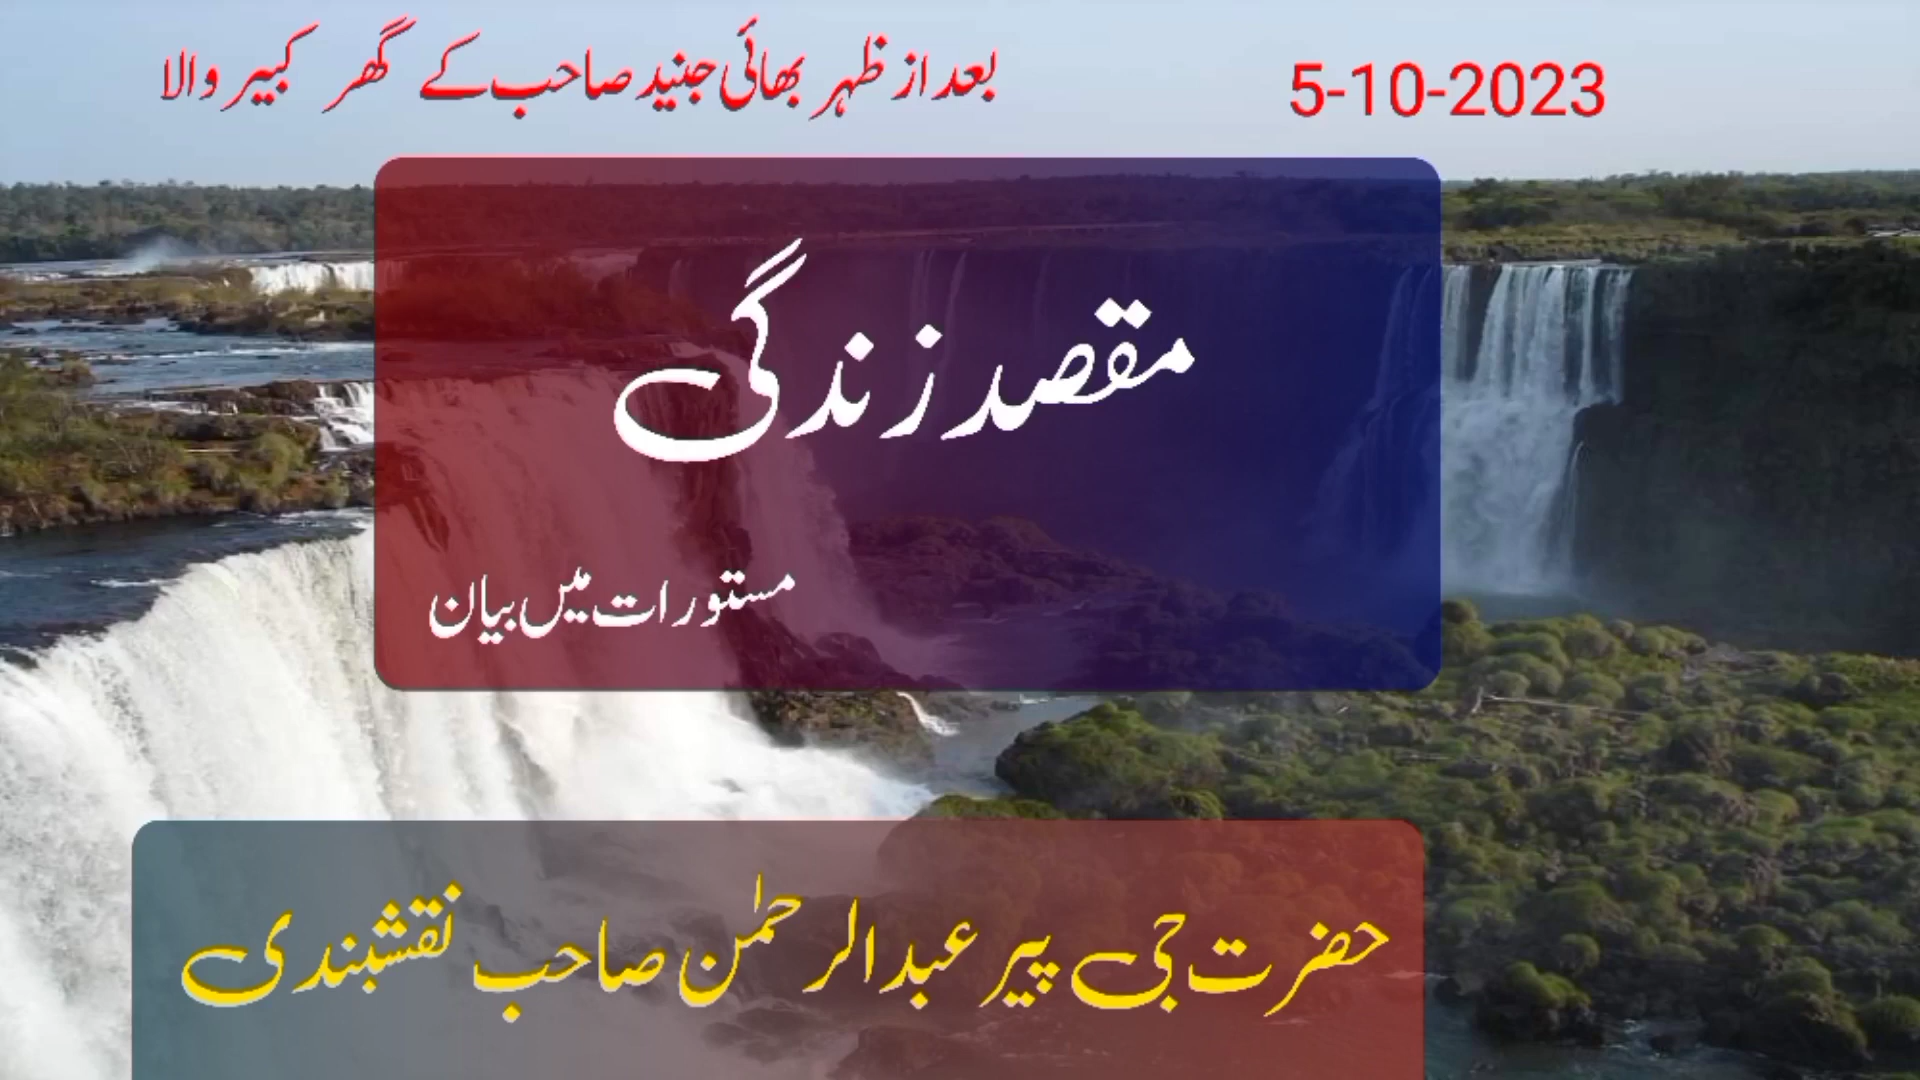 بعد از ظہر بھائی جنید صاحب کے گھر کبیر والا
5-10-2023
مقصد زندگی
مستورات میں بیان
حضرت جی پیر عبدالرحمٰن صاحب نقشبندی